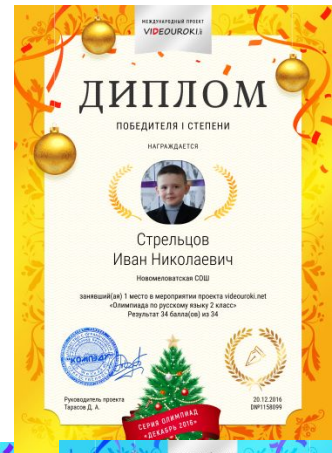 МЕЖДУНАРОДНЫЙ ПРОЕКТ
VIDEOUROKI
ДИПЛОМ
ПОБЕДИТЕЛЯ I СТЕПЕНИ
НАГРАЖДАЕТСЯ
Стрельцов
Иван Николаевич
Новомеловатская СОШ
занявший(ая) 1 место в мероприятии проекта videouroki.net
«Олимпиада по русскому языку 2 класс»
Результат 34 балла(ов) из 34
"КОМПЭДУ"
Руководитель проекта
Тарасов Д. А.
СЕРИЯ ОЛИМПИАД
«ДЕКАБРЬ 2016»
20.12.2016
DИP1158099